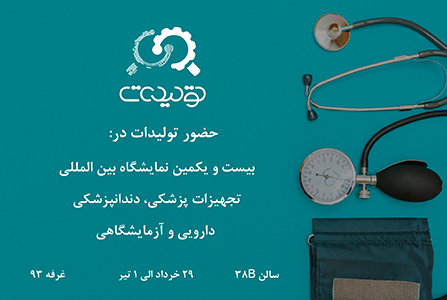 تولیدات
حضور تولیدات در:
بیست و یکمین نمایشگاه بین المللی
تجهیزات پزشکی، دندانپزشکی
دارویی و آزمایشگاهی
سالن ۳۸B
۲۹ خرداد الی ۱ تیر
غرفه ۹۳